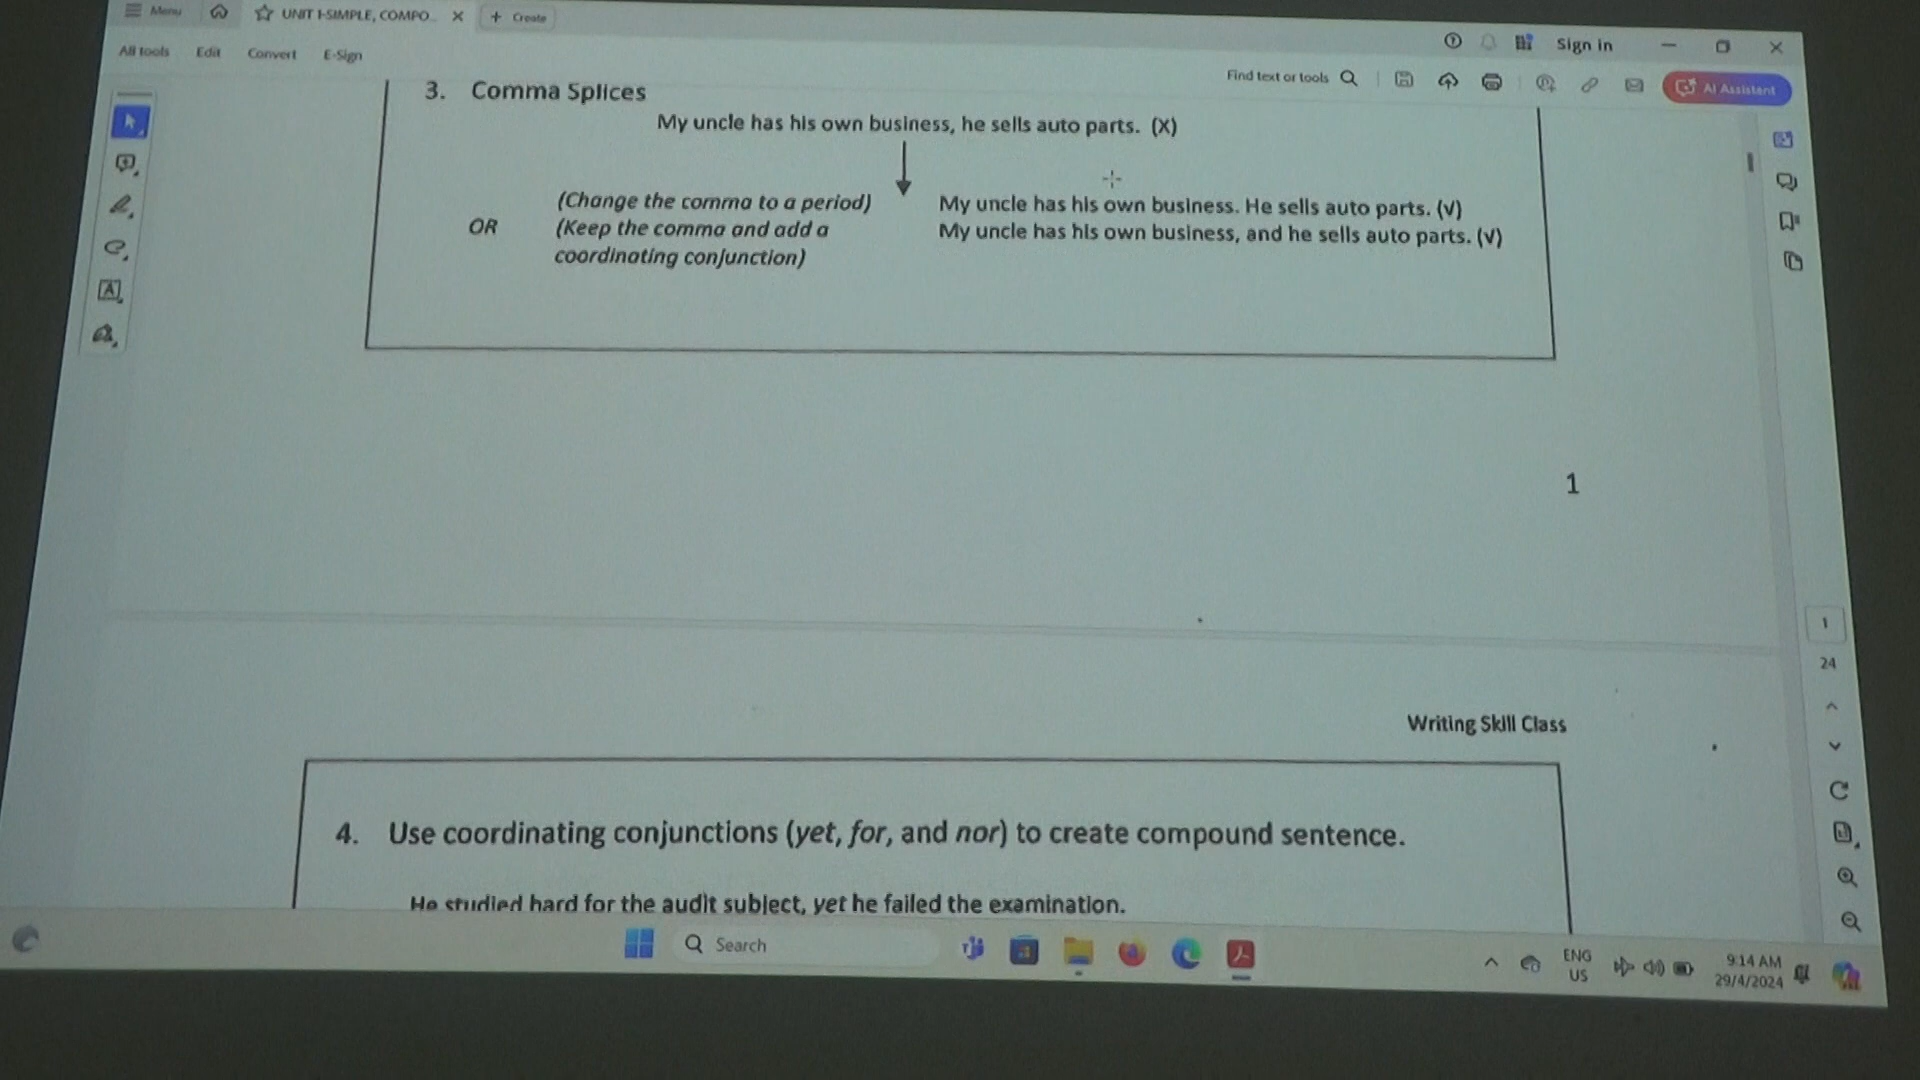 Menu
UNIT I-SIMPLE, COMPO...
+ Create
Sign in
All tools Edit Convert E-Sign
Find text or tools
AI Assistant
3. Comma Splices
My uncle has his own business, he sells auto parts. (X)
(Change the comma to a period) My uncle has his own business. He sells auto parts. (√)
OR (Keep the comma and add a My uncle has his own business, and he sells auto parts. (√)
coordinating conjunction)
1
1
24
Writing Skill Class
4. Use coordinating conjunctions (yet, for, and nor) to create compound sentence.
He studied hard for the audit subject, yet he failed the examination.
Search
ENG
US
9:14 AM
29/4/2024